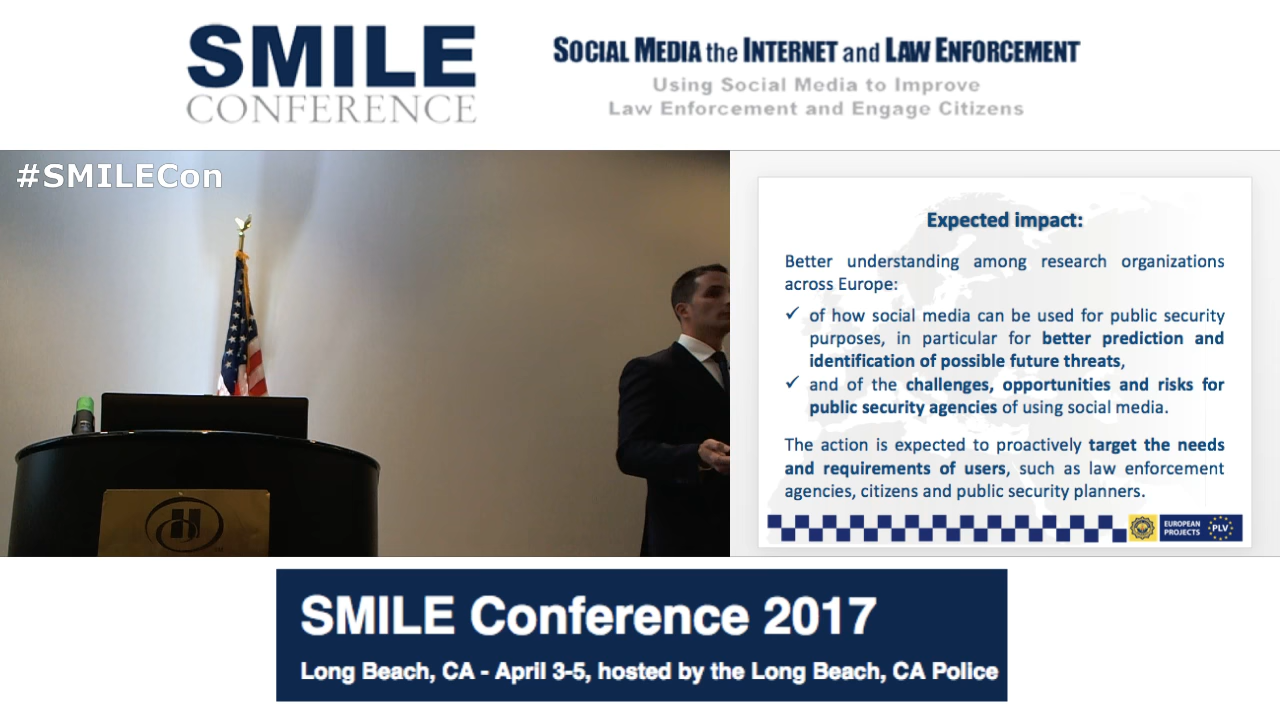 SMILE
CONFERENCE
SOCIAL MEDIA the INTERNET and LAW ENFORCEMENT
Using Social Media to Improve
Law Enforcement and Engage Citizens
#SMILECon
Expected impact:
Better understanding among research organizations
across Europe:
✓ of how social media can be used for public security
purposes, in particular for better prediction and
identification of possible future threats,
✓ and of the challenges, opportunities and risks for
public security agencies of using social media.
The action is expected to proactively target the needs
and requirements of users, such as law enforcement
agencies, citizens and public security planners.
EUROPEAN
PROJECTS
PLV
SMILE Conference 2017
Long Beach, CA - April 3-5, hosted by the Long Beach, CA Police